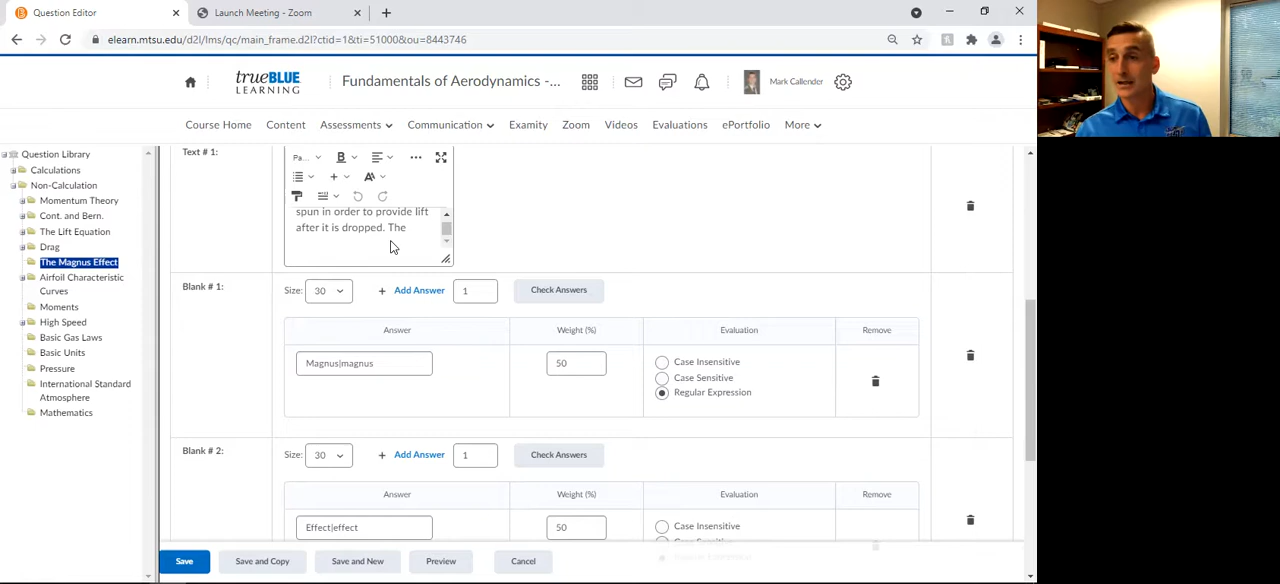 Question Editor
Launch Meeting - Zoom
elearn.mtsu.edu/d2l/lms/qc/main_frame.d2l?ctid=1&ti=51000&ou=8443746
trueBLUE
LEARNING
Fundamentals of Aerodynamics -...
Mark Callender
Course Home
Content
Assessments
Communication
Examity
Zoom
Videos
Evaluations
ePortfolio
More
Question Library
Calculations
Non-Calculation
Momentum Theory
Cont. and Bern.
The Lift Equation
Drag
The Magnus Effect
Airfoil Characteristic
Curves
Moments
High Speed
Basic Gas Laws
Basic Units
Pressure
International Standard
Atmosphere
Mathematics
Text # 1:
Pa...
B
spun in order to provide lift
after it is dropped. The
Blank # 1:
Size: 30
+ Add Answer 1
Check Answers
Answer
Weight (%)
Evaluation
Remove
Magnus|magnus
50
Case Insensitive
Case Sensitive
Regular Expression
Blank # 2:
Size: 30
+ Add Answer 1
Check Answers
Answer
Weight (%)
Evaluation
Remove
Effect|effect
50
Case Insensitive
Save
Save and Copy
Save and New
Preview
Cancel